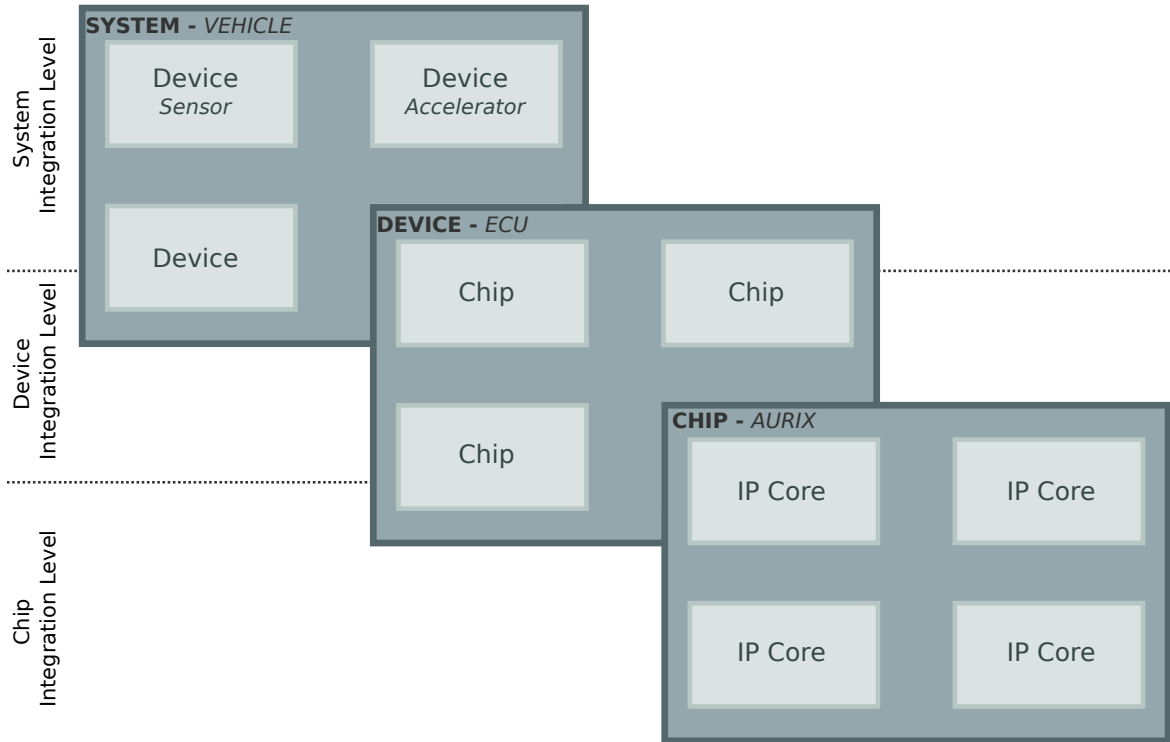 System
Integration Level
SYSTEM - VEHICLE
Device
Sensor
Device
Accelerator
Device
Device
Integration Level
DEVICE - ECU
Chip
Chip
Chip
Chip
Integration Level
CHIP - AURIX
IP Core
IP Core
IP Core
IP Core